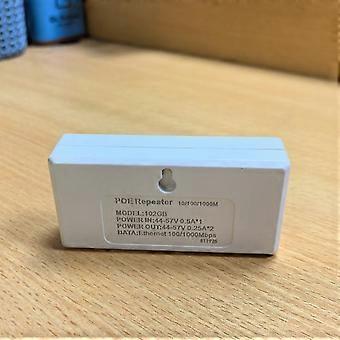 POE Repeater 10/100/1000M
MODEL:102GB
POWER IN:44-57V 0.5A*1
POWER OUT:44-57V 0.25A*2
DATA:Ethernet 100/1000Mbps